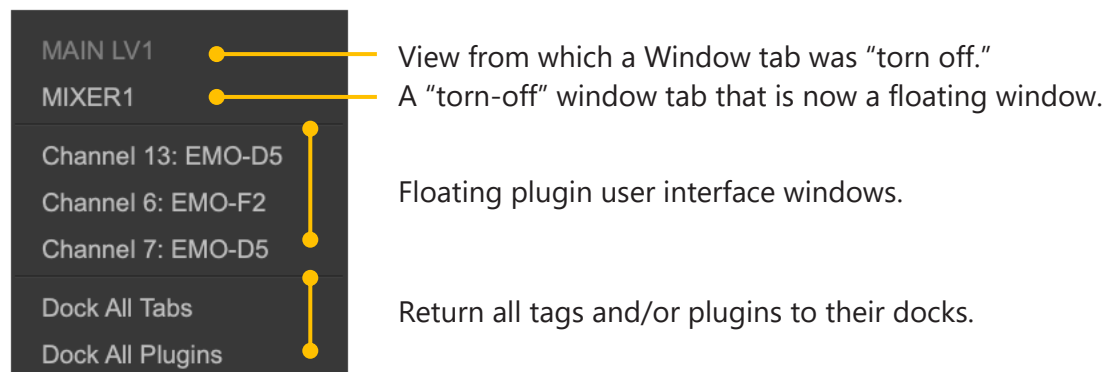 MAIN LV1
View from which a Window tab was “torn off.”
MIXER1
A “torn-off” window tab that is now a floating window.
Channel 13: EMO-D5
Channel 6: EMO-F2
Floating plugin user interface windows.
Channel 7: EMO-D5
Dock All Tabs
Return all tags and/or plugins to their docks.
Dock All Plugins